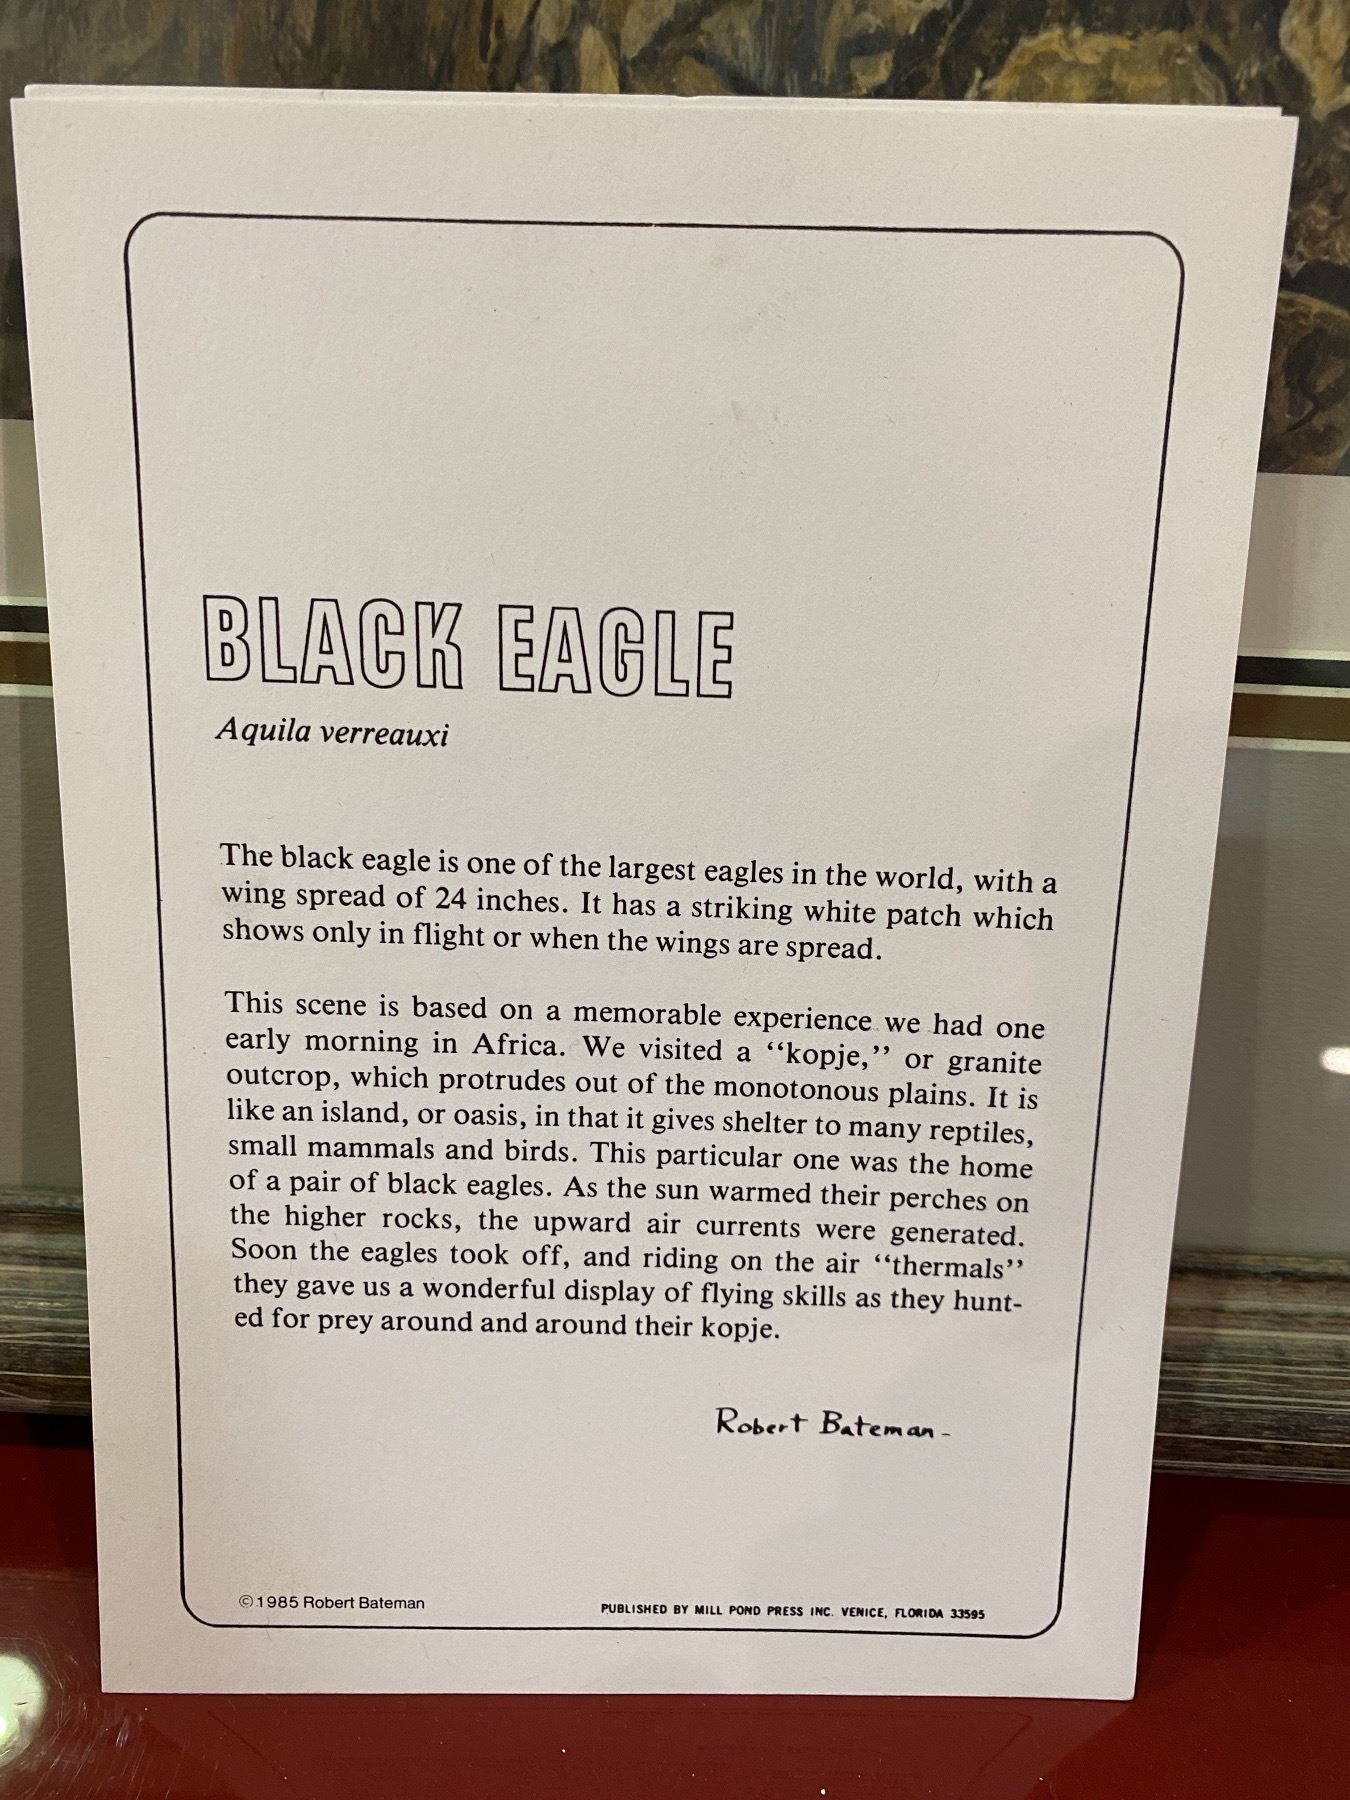 BLACK EAGLE
Aquila verreauxi
The black eagle is one of the largest eagles in the world, with a
wing spread of 24 inches. It has a striking white patch which
shows only in flight or when the wings are spread.
This scene is based on a memorable experience we had one
early morning in Africa. We visited a “kopje,” or granite
outcrop, which protrudes out of the monotonous plains. It is
like an island, or oasis, in that it gives shelter to many reptiles,
small mammals and birds. This particular one was the home
of a pair of black eagles. As the sun warmed their perches on
the higher rocks, the upward air currents were generated.
Soon the eagles took off, and riding on the air “thermals”
they gave us a wonderful display of flying skills as they hunt-
ed for prey around and around their kopje.
Robert Bateman-
©1985 Robert Bateman
PUBLISHED BY MILL POND PRESS INC. VENICE, FLORIDA 33595